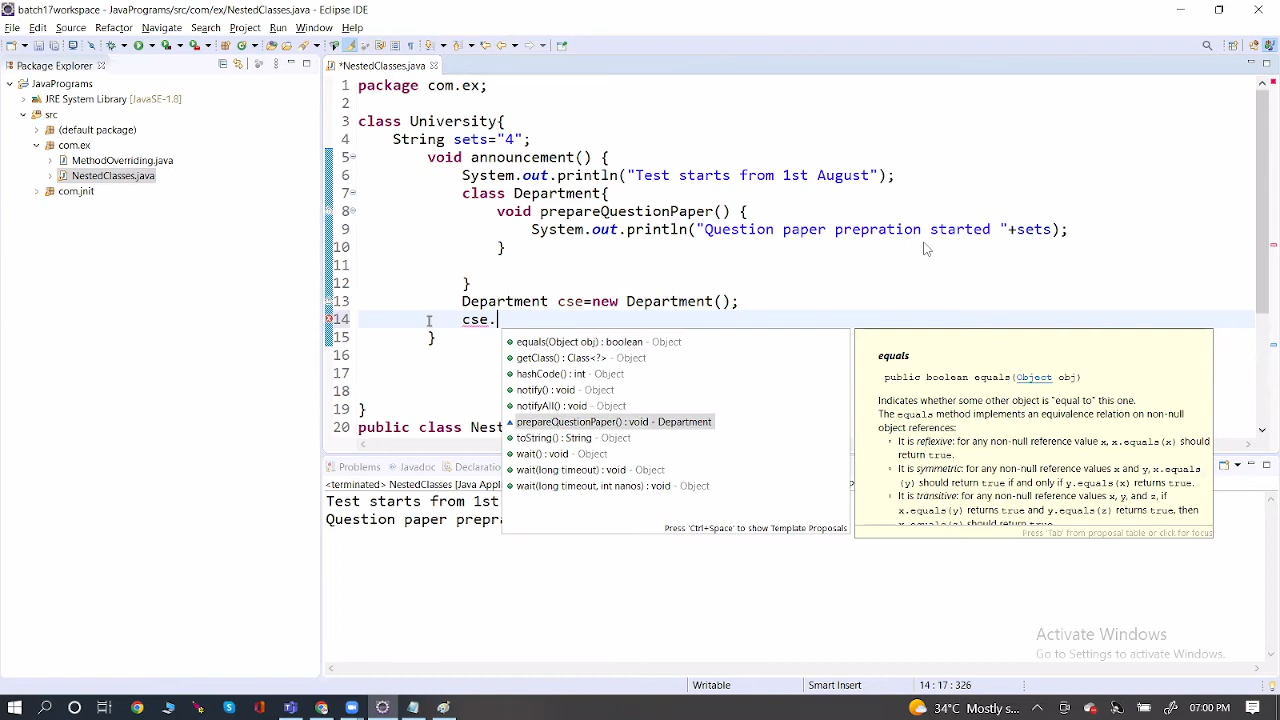 batch17workspace - JavaPrograms/src/com/ex/NestedClasses.java - Eclipse IDE
File Edit Source Refactor Navigate Search Project Run Window Help
Package Explorer
*NestedClasses.java
JavaPrograms
JRE System Library [JavaSE-1.8]
src
(default package)
com.ex
MethodOverriding.java
NestedClasses.java
com.jnit
1 package com.ex;
2
3 class University{
4 String sets="4";
5 void announcement() {
6 System.out.println("Test starts from 1st August");
7 class Department{
8 void prepareQuestionPaper() {
9 System.out.println("Question paper prepration started "+sets);
10 }
11
12 }
13 Department cse=new Department();
14 cse.
15 }
16
17
18
19 }
20 public class Nest
equals(Object obj) : boolean - Object
getClass() : Class<?> - Object
hashCode() : int - Object
notify() : void - Object
notifyAll() : void - Object
prepareQuestionPaper() : void - Department
toString() : String - Object
wait() : void - Object
wait(long timeout) : void - Object
wait(long timeout, int nanos) : void - Object
Press 'Ctrl+Space' to show Template Proposals
equals
public boolean equals(Object obj)
Indicates whether some other object is "equal to" this one.
The equals method implements an equivalence relation on non-null
object references:
It is reflexive: for any non-null reference value x, x.equals(x) should
return true.
It is symmetric: for any non-null reference values x and y, x.equals
(y) should return true if and only if y.equals(x) returns true.
It is transitive: for any non-null reference values x, y, and z, if
x.equals(y) returns true and y.equals(z) returns true, then
x.equals(z) should return true
Press 'Tab' from proposal table or click for focus
Problems Javadoc Declaration
<terminated> NestedClasses [Java Appl
Test starts from 1st
Question paper prepra
Activate Windows
Go to Settings to activate Windows.
Writable Smart Insert 14 : 17 : 326
34°C Mostly s... 07:00 PM